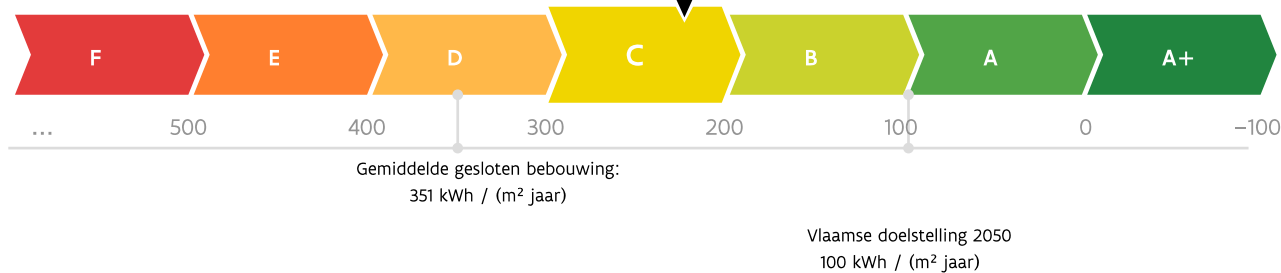 F E D C B A A+
... 500 400 300 200 100 0 –100
Gemiddelde gesloten bebouwing:
351 kWh / (m² jaar)
Vlaamse doelstelling 2050
100 kWh / (m² jaar)